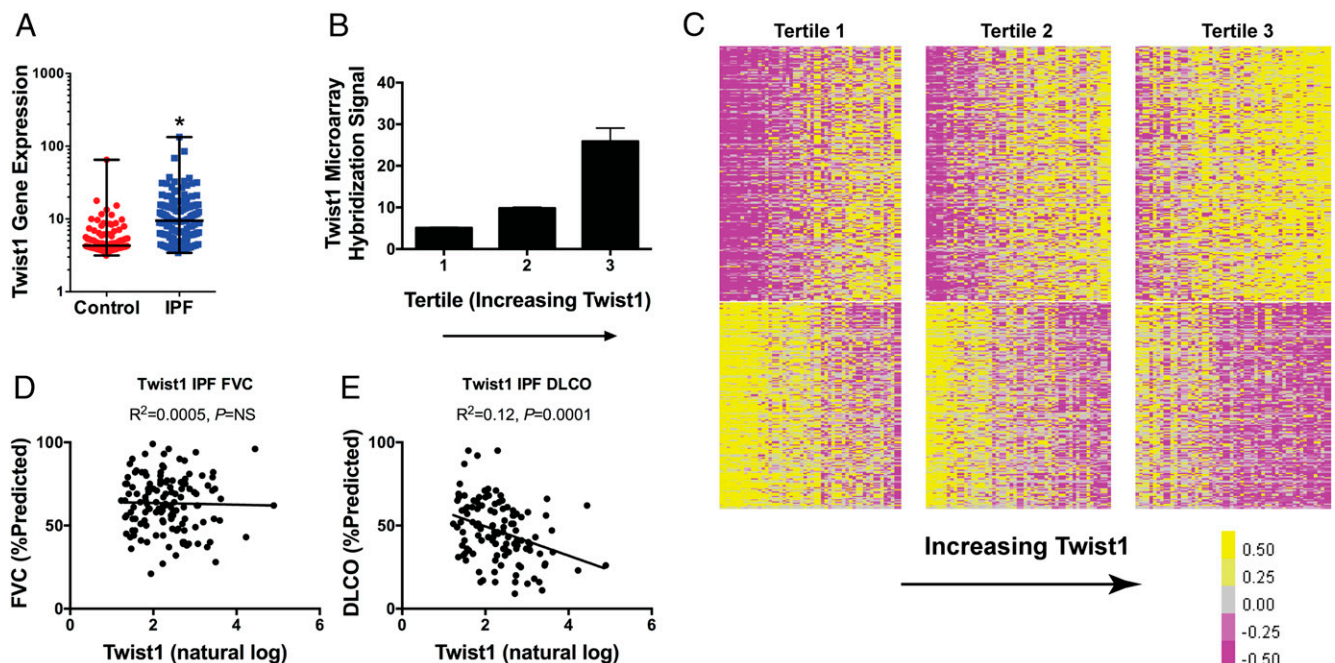 A
Twist1 Gene Expression
1000
100
10
1
Control
IPF
*
B
Twist1 Microarray
Hybridization Signal
40
30
20
10
0
1
2
3
Tertile (Increasing Twist1)
C
Tertile 1
Tertile 2
Tertile 3
Increasing Twist1
0.50
0.25
0.00
-0.25
-0.50
D
Twist1 IPF FVC
R²=0.0005, P=NS
FVC (%Predicted)
100
50
0
0
2
4
6
Twist1 (natural log)
E
Twist1 IPF DLCO
R²=0.12, P=0.0001
DLCO (%Predicted)
100
50
0
0
2
4
6
Twist1 (natural log)